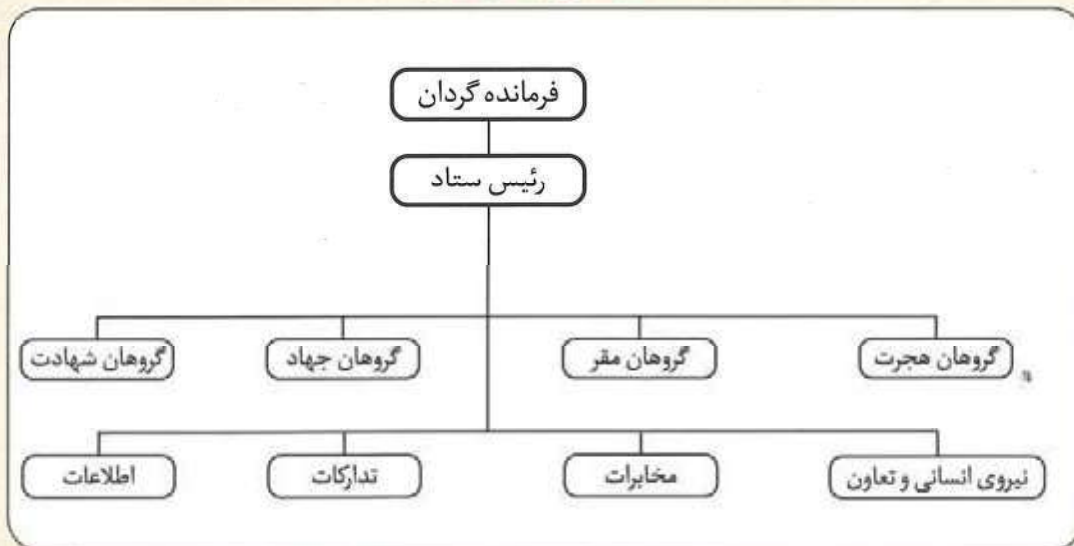 فرمانده گردان
رئیس ستاد
گروهان هجرت
گروهان مقر
گروهان جهاد
گروهان شهادت
نیروی انسانی و تعاون
مخابرات
تدارکات
اطلاعات